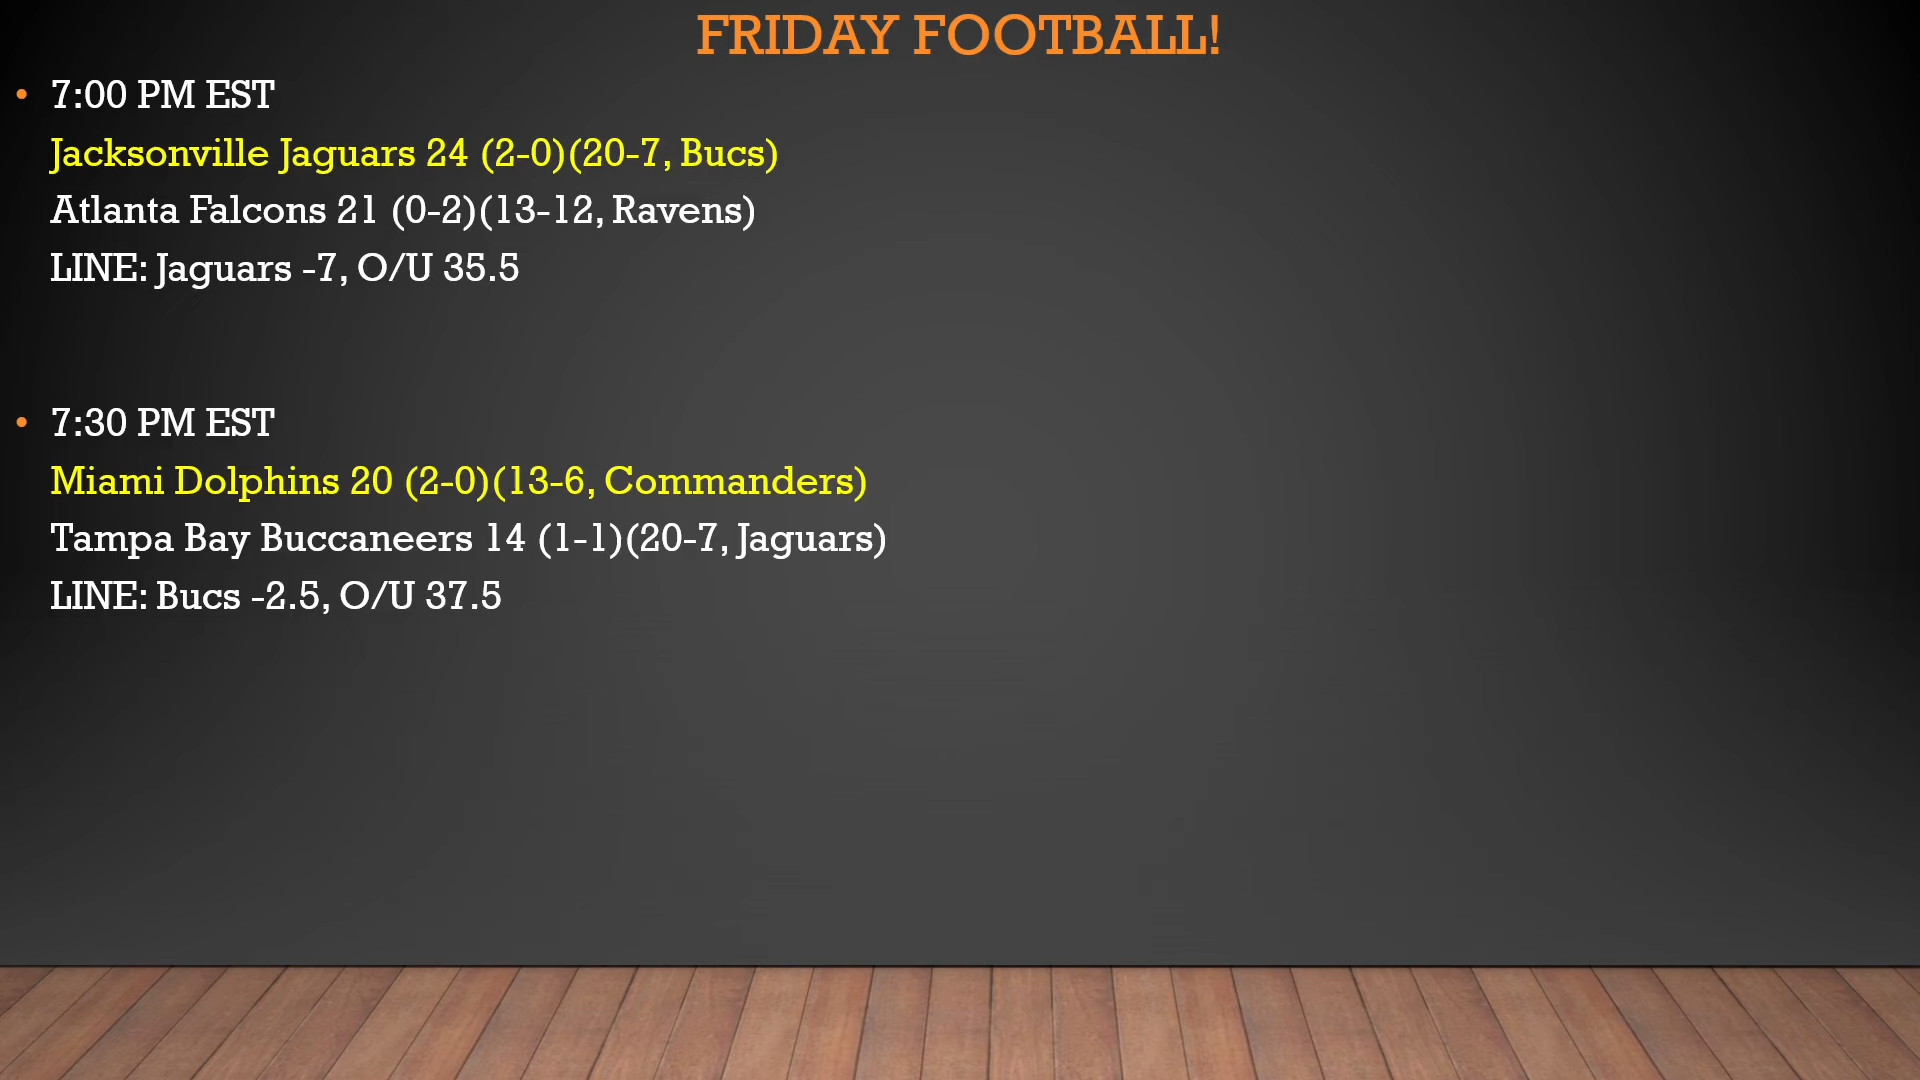 FRIDAY FOOTBALL!
• 7:00 PM EST
Jacksonville Jaguars 24 (2-0)(20-7, Bucs)
Atlanta Falcons 21 (0-2)(13-12, Ravens)
LINE: Jaguars -7, O/U 35.5
• 7:30 PM EST
Miami Dolphins 20 (2-0)(13-6, Commanders)
Tampa Bay Buccaneers 14 (1-1)(20-7, Jaguars)
LINE: Bucs -2.5, O/U 37.5